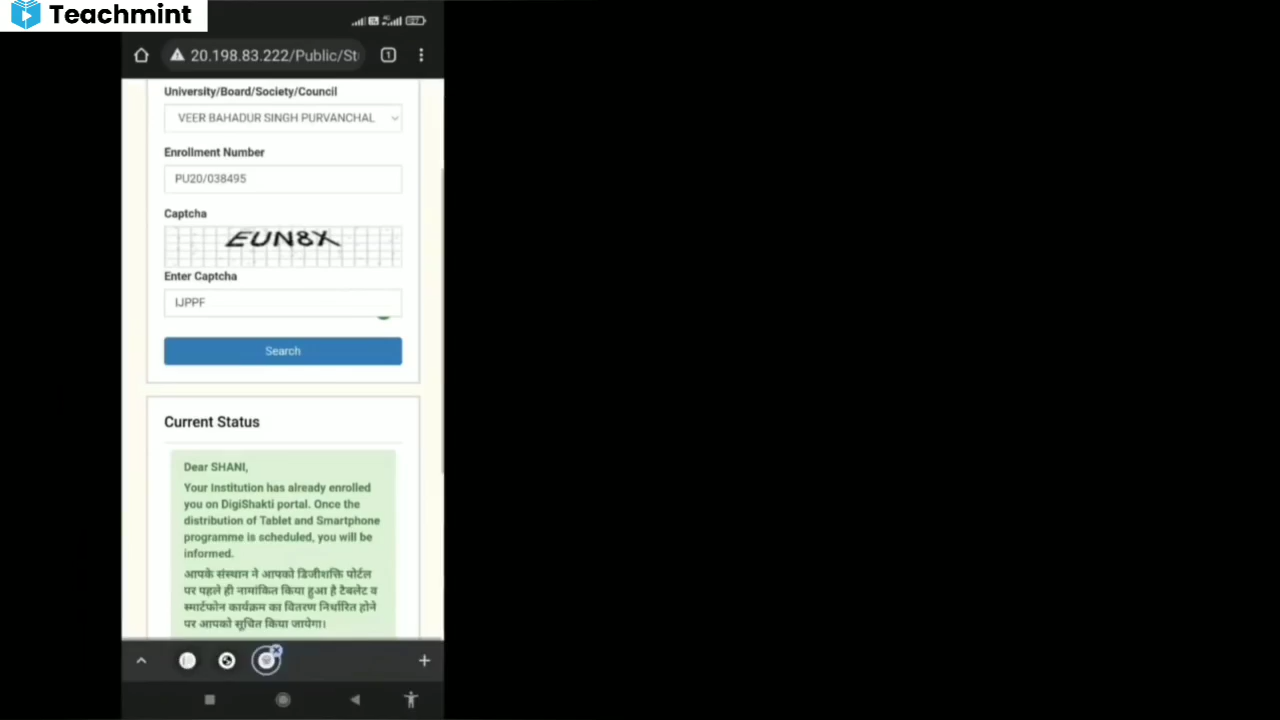 Teachmint
20.198.83.222/Public/St
1
University/Board/Society/Council
VEER BAHADUR SINGH PURVANCHAL
Enrollment Number
PU20/038495
Captcha
EUN8X
Enter Captcha
IJPPF
Search
Current Status
Dear SHANI,
Your Institution has already enrolled
you on DigiShakti portal. Once the
distribution of Tablet and Smartphone
programme is scheduled, you will be
informed.
आपके संस्थान ने आपको डिजीशक्ति पोर्टल
पर पहले ही नामांकित किया हुआ है टैबलेट व
स्मार्टफोन कार्यक्रम का वितरण निर्धारित होने
पर आपको सूचित किया जायेगा।